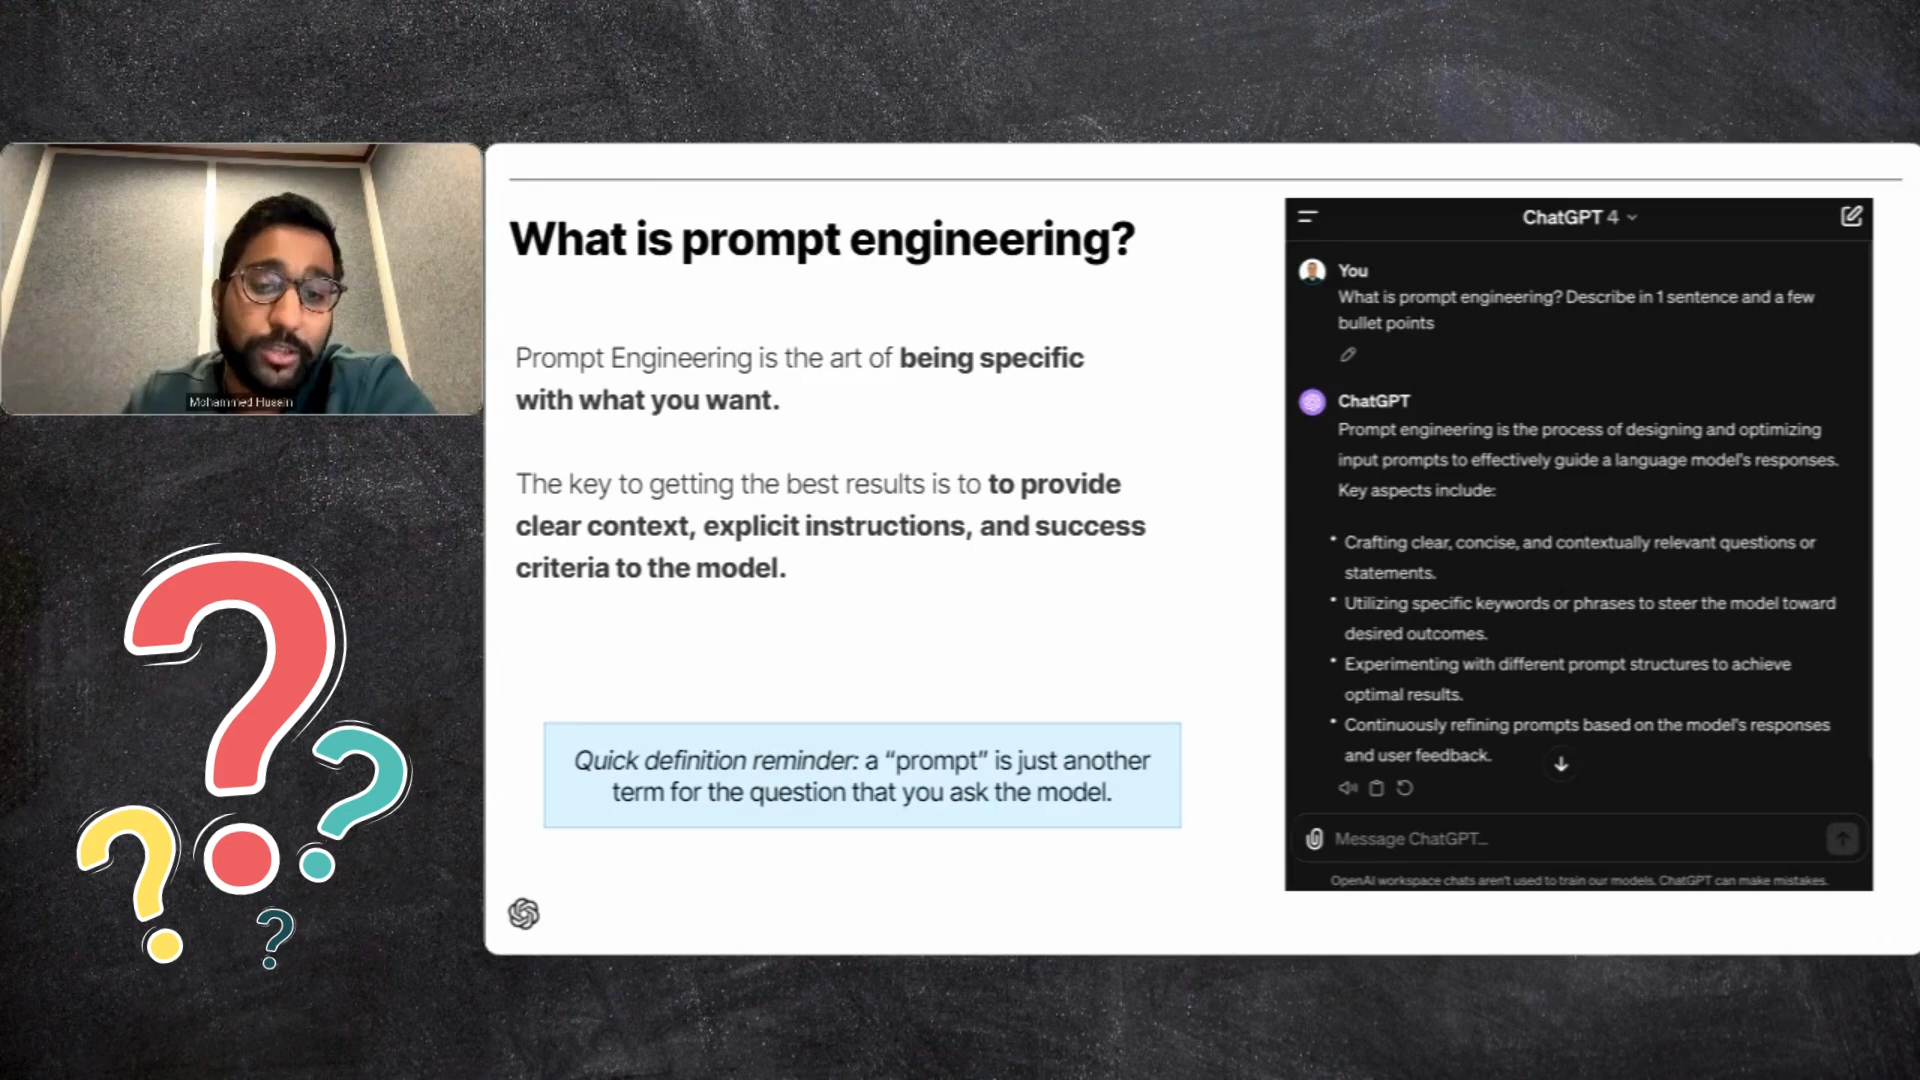 Mohammed Husain
What is prompt engineering?
Prompt Engineering is the art of being specific
with what you want.
The key to getting the best results is to to provide
clear context, explicit instructions, and success
criteria to the model.
Quick definition reminder: a “prompt” is just another
term for the question that you ask the model.
ChatGPT 4
You
What is prompt engineering? Describe in 1 sentence and a few
bullet points
ChatGPT
Prompt engineering is the process of designing and optimizing
input prompts to effectively guide a language model's responses.
Key aspects include:
• Crafting clear, concise, and contextually relevant questions or
statements.
• Utilizing specific keywords or phrases to steer the model toward
desired outcomes.
• Experimenting with different prompt structures to achieve
optimal results.
• Continuously refining prompts based on the model's responses
and user feedback.
Message ChatGPT...
OpenAI workspace chats aren't used to train our models. ChatGPT can make mistakes.
?
?
?
?